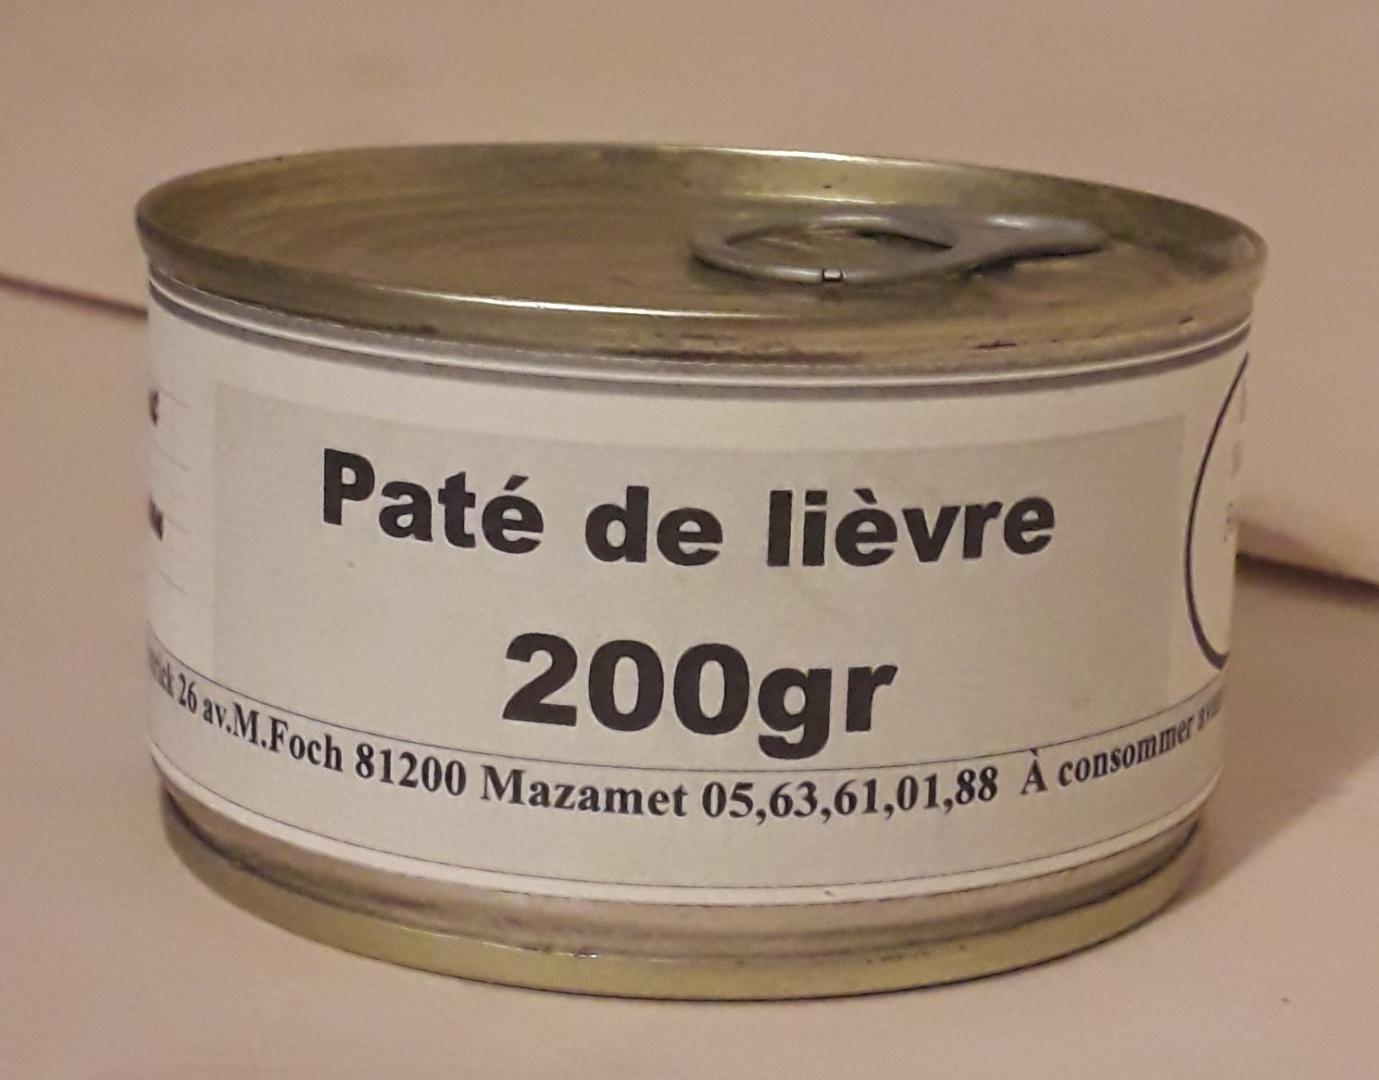 Paté de lièvre
200gr
26 av.M.Foch 81200 Mazamet 05,63,61,01,88 À consommer